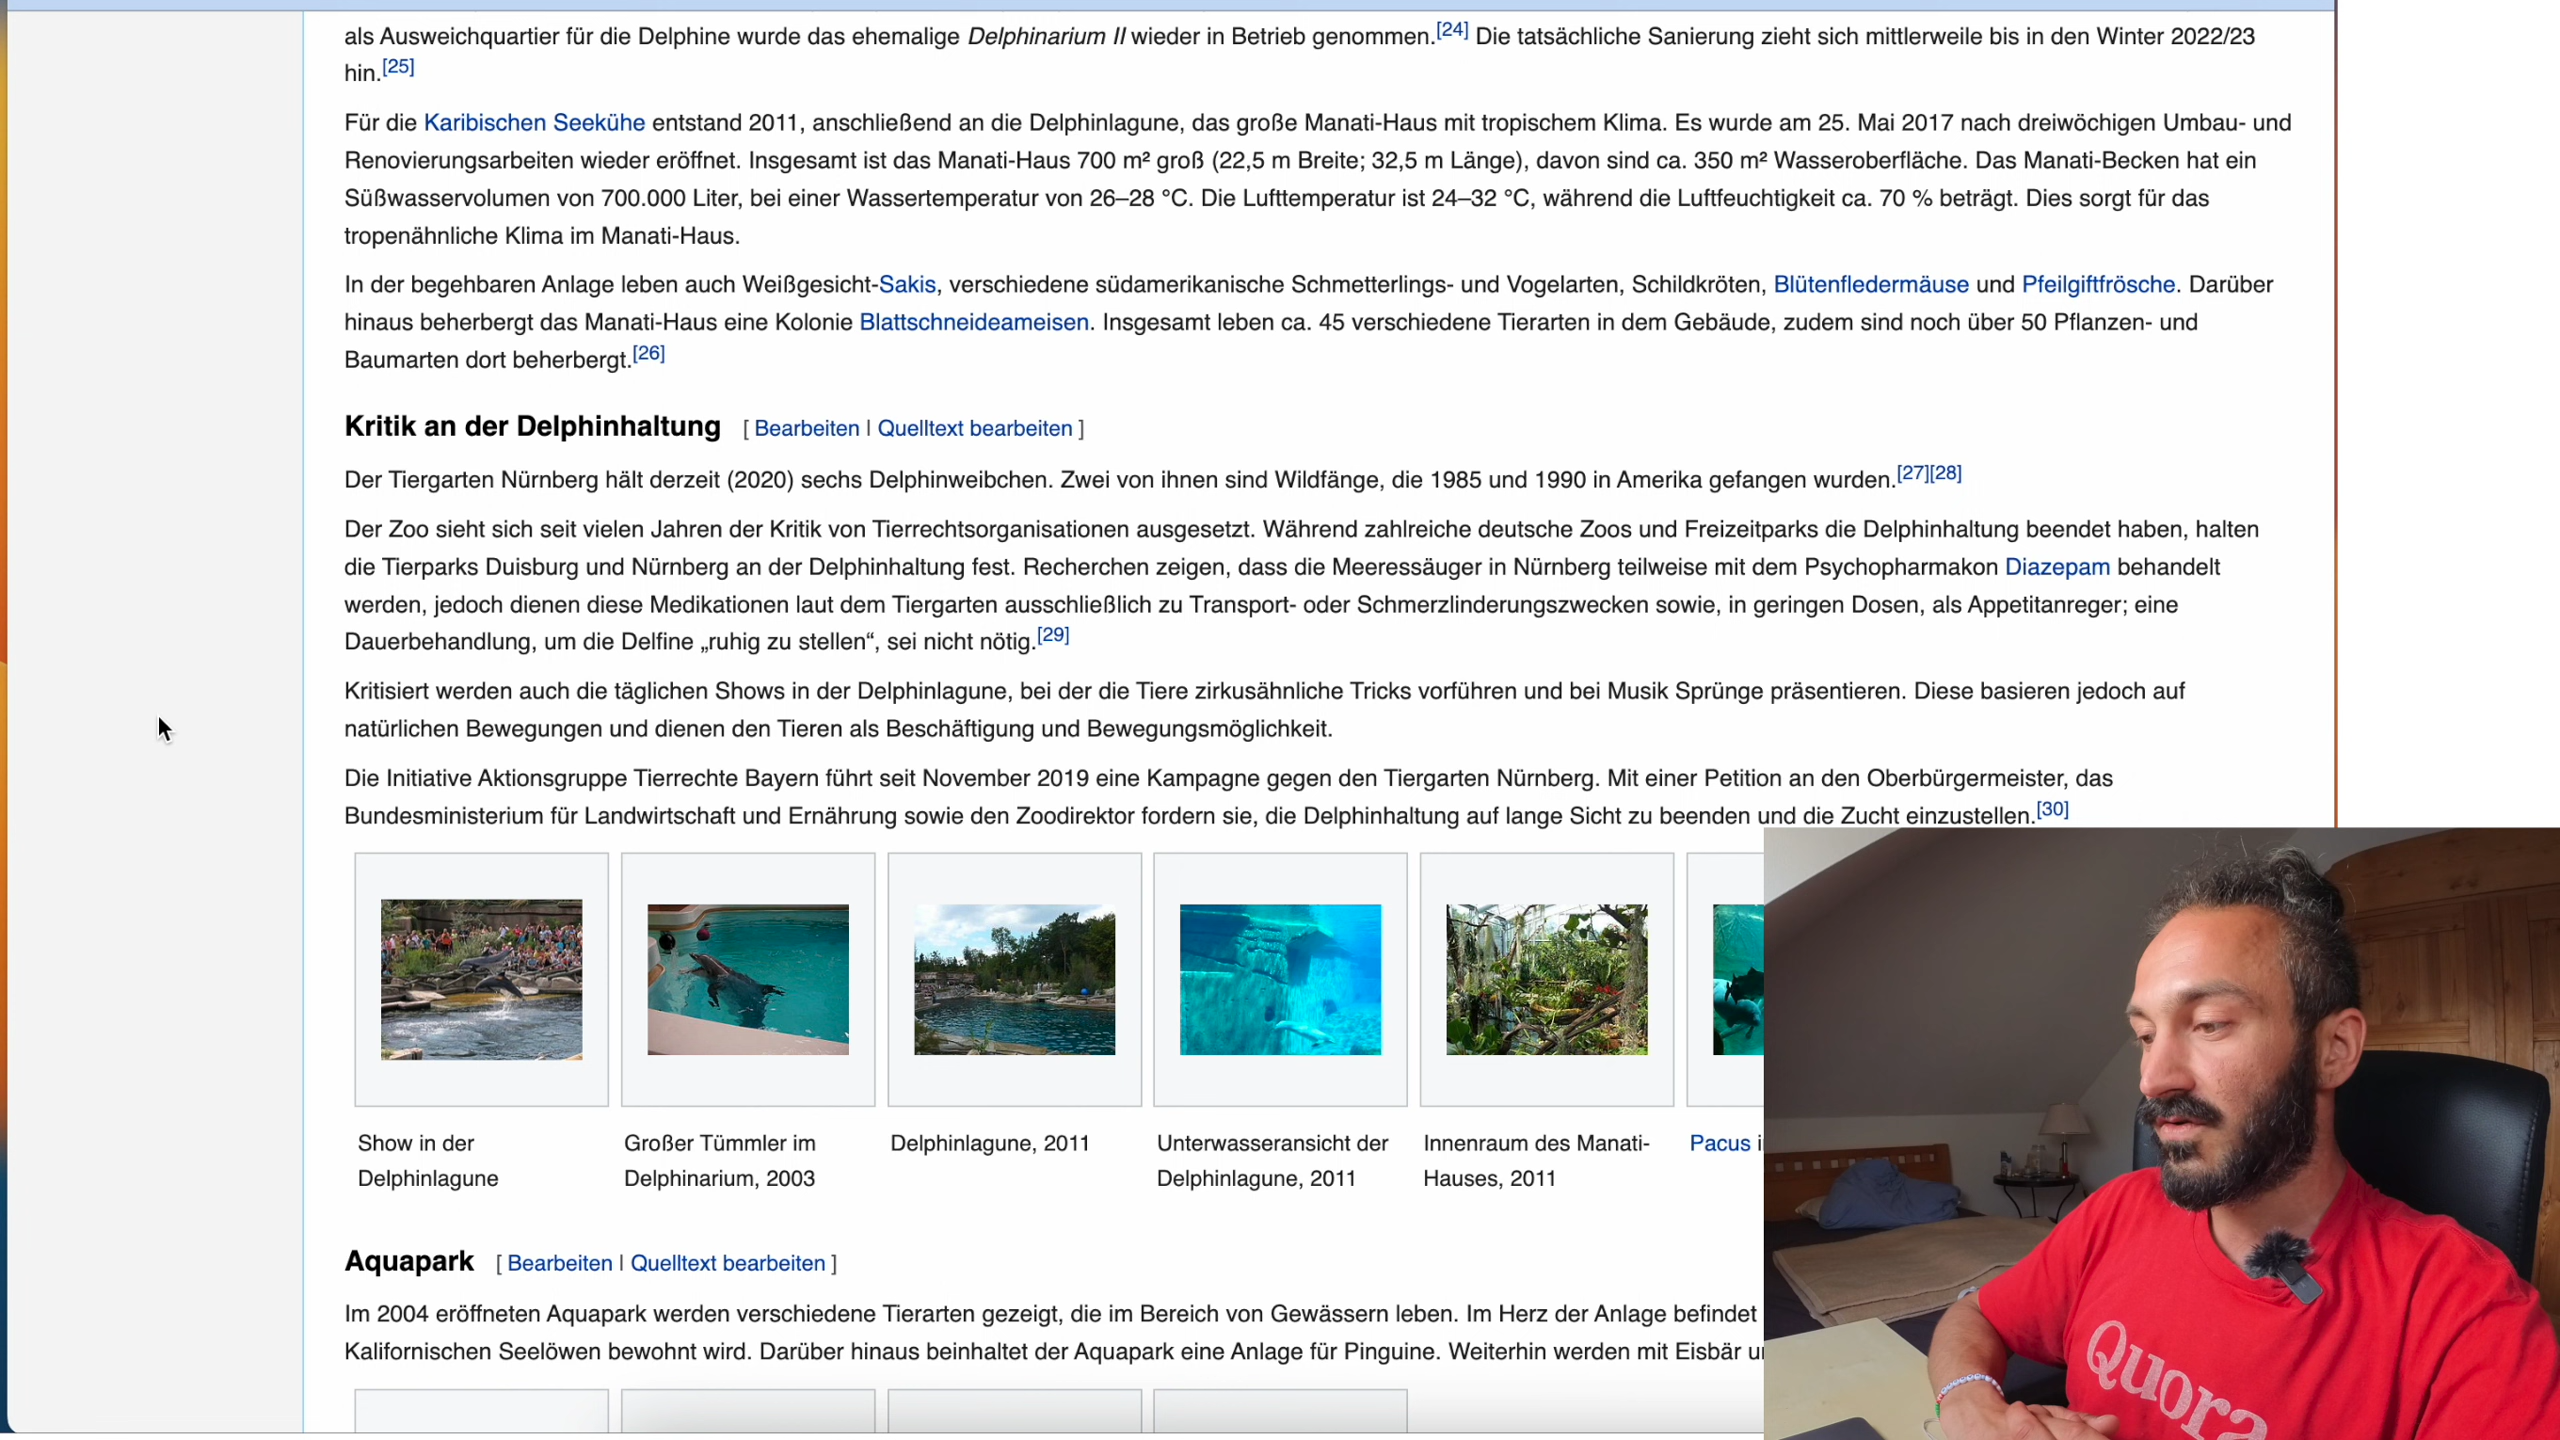 als Ausweichquartier für die Delphine wurde das ehemalige Delphinarium II wieder in Betrieb genommen.[24] Die tatsächliche Sanierung zieht sich mittlerweile bis in den Winter 2022/23
hin.[25]
Für die Karibischen Seekühe entstand 2011, anschließend an die Delphinlagune, das große Manati-Haus mit tropischem Klima. Es wurde am 25. Mai 2017 nach dreiwöchigen Umbau- und
Renovierungsarbeiten wieder eröffnet. Insgesamt ist das Manati-Haus 700 m² groß (22,5 m Breite; 32,5 m Länge), davon sind ca. 350 m² Wasseroberfläche. Das Manati-Becken hat ein
Süßwasservolumen von 700.000 Liter, bei einer Wassertemperatur von 26–28 °C. Die Lufttemperatur ist 24–32 °C, während die Luftfeuchtigkeit ca. 70 % beträgt. Dies sorgt für das
tropenähnliche Klima im Manati-Haus.
In der begehbaren Anlage leben auch Weißgesicht-Sakis, verschiedene südamerikanische Schmetterlings- und Vogelarten, Schildkröten, Blütenfledermäuse und Pfeilgiftfrösche. Darüber
hinaus beherbergt das Manati-Haus eine Kolonie Blattschneideameisen. Insgesamt leben ca. 45 verschiedene Tierarten in dem Gebäude, zudem sind noch über 50 Pflanzen- und
Baumarten dort beherbergt.[26]
Kritik an der Delphinhaltung [ Bearbeiten | Quelltext bearbeiten ]
Der Tiergarten Nürnberg hält derzeit (2020) sechs Delphinweibchen. Zwei von ihnen sind Wildfänge, die 1985 und 1990 in Amerika gefangen wurden.[27][28]
Der Zoo sieht sich seit vielen Jahren der Kritik von Tierrechtsorganisationen ausgesetzt. Während zahlreiche deutsche Zoos und Freizeitparks die Delphinhaltung beendet haben, halten
die Tierparks Duisburg und Nürnberg an der Delphinhaltung fest. Recherchen zeigen, dass die Meeressäuger in Nürnberg teilweise mit dem Psychopharmakon Diazepam behandelt
werden, jedoch dienen diese Medikationen laut dem Tiergarten ausschließlich zu Transport- oder Schmerzlinderungszwecken sowie, in geringen Dosen, als Appetitanreger; eine
Dauerbehandlung, um die Delfine „ruhig zu stellen“, sei nicht nötig.[29]
Kritisiert werden auch die täglichen Shows in der Delphinlagune, bei der die Tiere zirkusähnliche Tricks vorführen und bei Musik Sprünge präsentieren. Diese basieren jedoch auf
natürlichen Bewegungen und dienen den Tieren als Beschäftigung und Bewegungsmöglichkeit.
Die Initiative Aktionsgruppe Tierrechte Bayern führt seit November 2019 eine Kampagne gegen den Tiergarten Nürnberg. Mit einer Petition an den Oberbürgermeister, das
Bundesministerium für Landwirtschaft und Ernährung sowie den Zoodirektor fordern sie, die Delphinhaltung auf lange Sicht zu beenden und die Zucht einzustellen.[30]
Show in der
Delphinlagune
Großer Tümmler im
Delphinarium, 2003
Delphinlagune, 2011
Unterwasseransicht der
Delphinlagune, 2011
Innenraum des Manati-
Hauses, 2011
Pacus
Aquapark [ Bearbeiten | Quelltext bearbeiten ]
Im 2004 eröffneten Aquapark werden verschiedene Tierarten gezeigt, die im Bereich von Gewässern leben. Im Herz der Anlage befindet
Kalifornischen Seelöwen bewohnt wird. Darüber hinaus beinhaltet der Aquapark eine Anlage für Pinguine. Weiterhin werden mit Eisbär
Quora